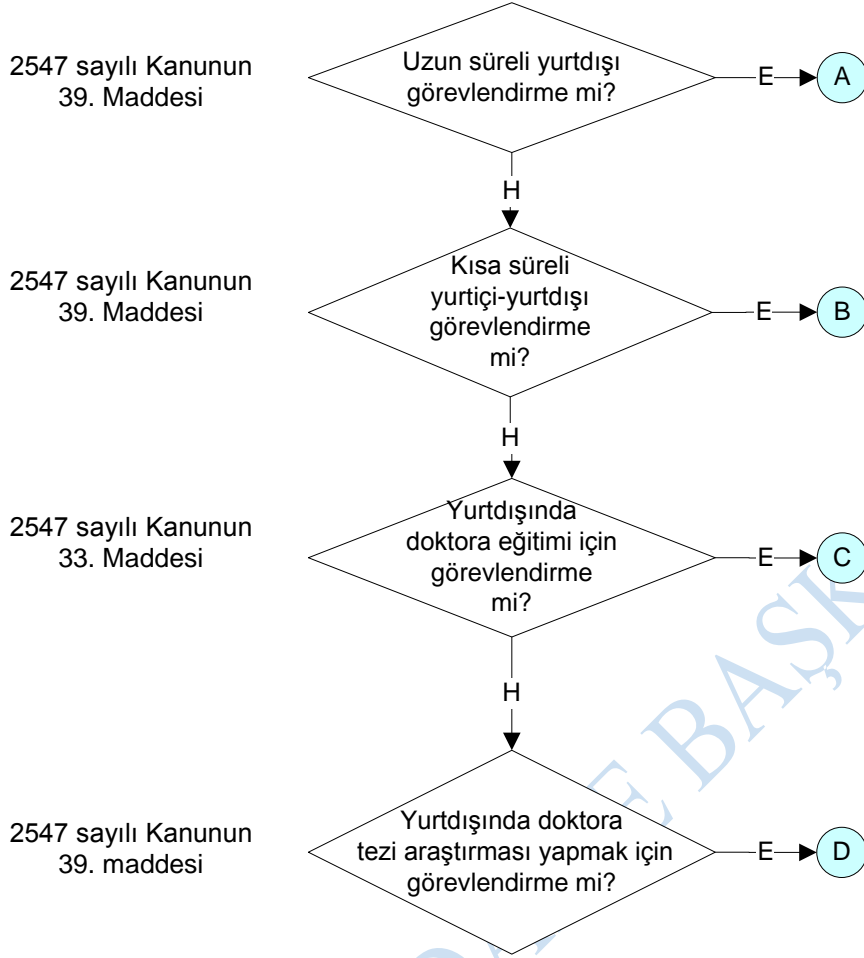 2547 sayılı Kanunun
39. Maddesi
Uzun süreli yurtdışı
görevlendirme mi?
E
A
H
2547 sayılı Kanunun
39. Maddesi
Kısa süreli
yurtiçi-yurtdışı
görevlendirme
mi?
E
B
H
2547 sayılı Kanunun
33. Maddesi
Yurtdışında
doktora eğitimi için
görevlendirme
mi?
E
C
H
2547 sayılı Kanunun
39. maddesi
Yurtdışında doktora
tezi araştırması yapmak için
görevlendirme mi?
E
D